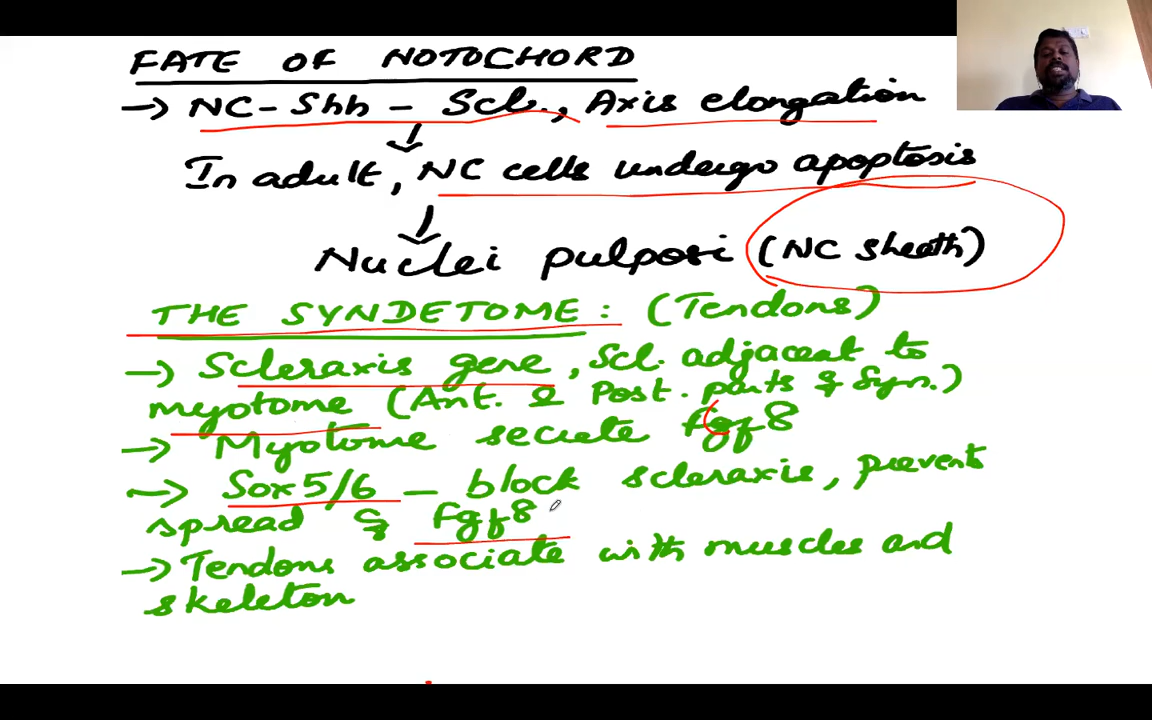 FATE OF NOTOCHORD
→ NC - Shh - Scl., Axis elongation
↓
In adult, NC cells undergo apoptosis
↓
Nuclei pulposi (NC sheath)
THE SYNDETOME: (Tendons)
→ Scleraxis gene, Scl. adjacent to
myotome (Ant. & Post. parts of Syn.)
→ Myotome secrete Fgf8
→ Sox5/6 - block scleraxis, prevents
spread of Fgf8
→ Tendons associate with muscles and
skeleton